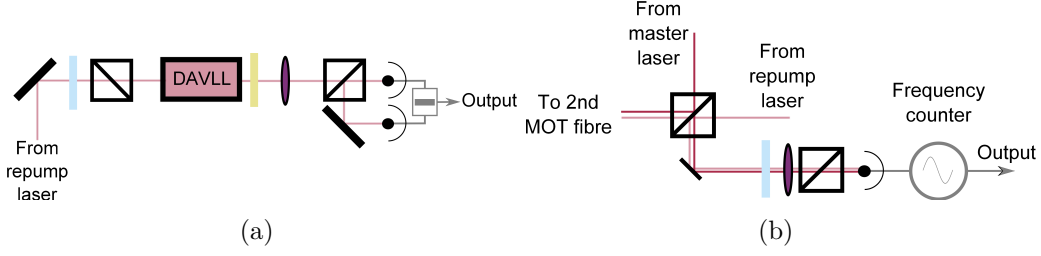 From
repump
laser
DAVLL
Output
(a)
From
master
laser
From
repump
laser
To 2nd
MOT fibre
Frequency
counter
Output
(b)